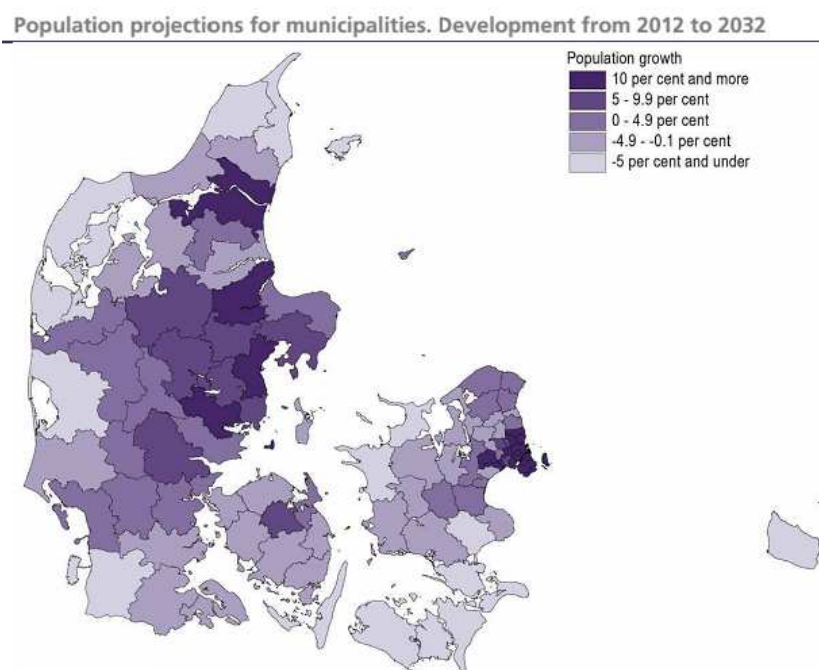 Population projections for municipalities. Development from 2012 to 2032
Population growth
10 per cent and more
5 - 9.9 per cent
0 - 4.9 per cent
-4.9 - -0.1 per cent
-5 per cent and under